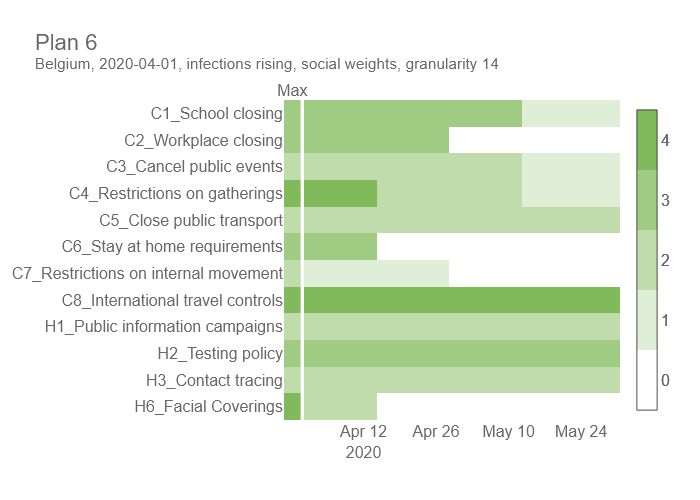 Plan 6
Belgium, 2020-04-01, infections rising, social weights, granularity 14
Max
C1_School closing
C2_Workplace closing
C3_Cancel public events
C4_Restrictions on gatherings
C5_Close public transport
C6_Stay at home requirements
C7_Restrictions on internal movement
C8_International travel controls
H1_Public information campaigns
H2_Testing policy
H3_Contact tracing
H6_Facial Coverings
Apr 12 Apr 26 May 10 May 24
2020
4
3
2
1
0